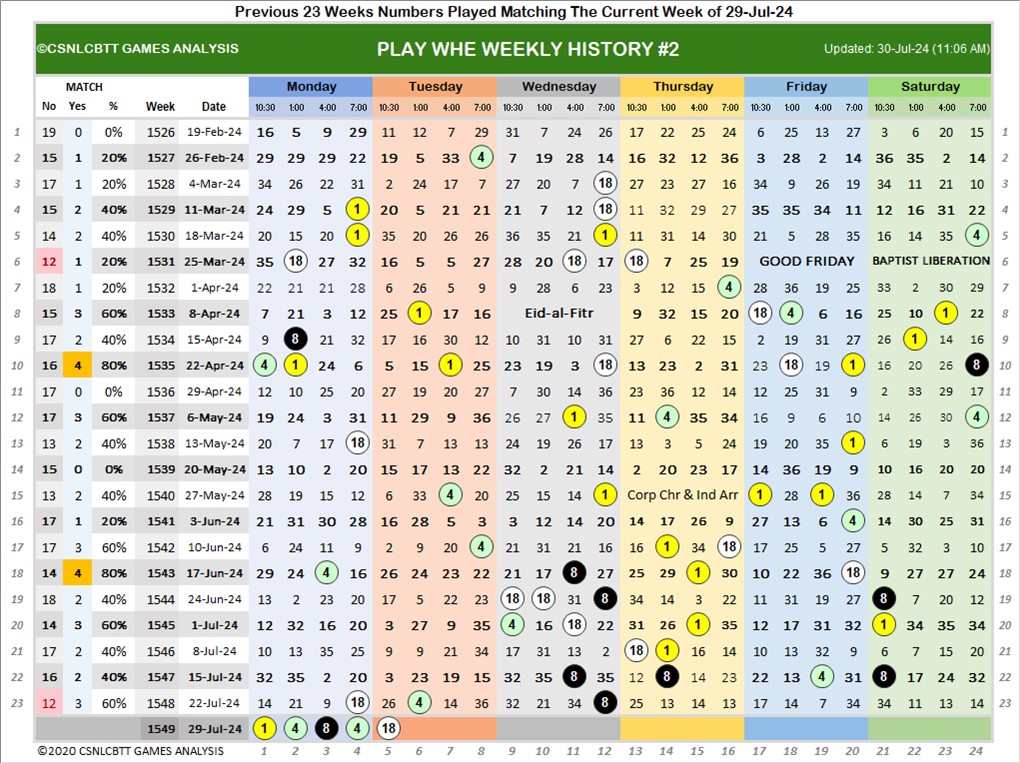 Previous 23 Weeks Numbers Played Matching The Current Week of 29-Jul-24
©CSNLCBTT GAMES ANALYSIS PLAY WHE WEEKLY HISTORY #2 Updated: 30-Jul-24 (11:06 AM)
MATCH Monday Tuesday Wednesday Thursday Friday Saturday
No Yes % Week Date 10:30 1:00 4:00 7:00 10:30 1:00 4:00 7:00 10:30 1:00 4:00 7:00 10:30 1:00 4:00 7:00 10:30 1:00 4:00 7:00 10:30 1:00 4:00 7:00
1 19 0 0% 1526 19-Feb-24 16 5 9 29 11 12 7 29 31 7 24 26 17 22 25 24 6 25 13 27 3 6 20 15 1
2 15 1 20% 1527 26-Feb-24 29 29 29 22 19 5 33 4 7 19 28 14 16 32 12 36 3 28 2 14 36 35 2 14 2
3 17 1 20% 1528 4-Mar-24 34 26 22 31 2 24 17 7 27 20 7 18 27 23 27 16 34 9 26 19 34 11 21 10 3
4 15 2 40% 1529 11-Mar-24 24 29 5 1 20 5 21 21 21 7 12 18 11 32 29 27 35 35 34 11 12 16 31 22 4
5 14 2 40% 1530 18-Mar-24 20 15 20 1 35 20 26 26 36 35 21 1 11 31 14 30 21 5 28 35 16 14 35 4 5
6 12 1 20% 1531 25-Mar-24 35 18 27 32 16 5 5 27 28 20 18 17 18 7 25 19 GOOD FRIDAY BAPTIST LIBERATION 6
7 18 1 20% 1532 1-Apr-24 22 21 21 28 6 26 5 9 9 28 6 23 3 12 15 4 28 36 19 25 33 2 30 29 7
8 15 3 60% 1533 8-Apr-24 7 21 3 12 25 1 17 16 Eid-al-Fitr 9 32 15 20 18 4 6 16 25 10 1 22 8
9 17 2 40% 1534 15-Apr-24 9 8 21 32 17 16 30 12 10 31 10 31 27 6 22 15 2 19 31 27 26 1 14 16 9
10 16 4 80% 1535 22-Apr-24 4 1 24 6 5 15 1 25 23 19 3 18 13 23 2 31 23 18 19 1 16 20 26 8 10
11 17 0 0% 1536 29-Apr-24 12 10 25 20 27 19 20 20 7 30 14 36 23 36 12 14 12 25 31 9 2 33 29 17 11
12 17 3 60% 1537 6-May-24 19 24 3 31 11 29 9 36 26 27 1 35 11 4 35 34 16 9 6 10 14 26 30 4 12
13 13 2 40% 1538 13-May-24 20 7 17 18 31 7 13 13 24 19 26 17 13 3 5 24 19 20 35 1 6 19 3 36 13
14 15 0 0% 1539 20-May-24 13 10 2 20 15 17 13 22 32 2 21 14 2 20 23 17 14 36 19 9 10 16 20 20 14
15 13 2 40% 1540 27-May-24 28 19 15 12 6 33 4 20 25 15 14 1 Corp Chr & Ind Arr 1 28 1 36 28 14 7 34 15
16 17 1 20% 1541 3-Jun-24 21 31 30 28 16 28 5 3 3 12 14 20 14 17 26 9 27 13 6 4 14 30 25 31 16
17 17 3 60% 1542 10-Jun-24 6 24 11 9 2 9 20 4 21 31 21 16 16 1 34 18 17 25 5 27 5 32 3 10 17
18 14 4 80% 1543 17-Jun-24 29 24 4 16 26 24 23 22 21 17 8 27 25 29 1 30 10 22 36 18 9 27 27 24 18
19 18 2 40% 1544 24-Jun-24 13 2 23 20 17 5 22 23 18 18 31 8 34 14 3 22 11 31 19 27 8 7 20 12 19
20 14 3 60% 1545 1-Jul-24 12 32 16 20 3 27 9 35 4 16 18 22 31 26 1 35 12 17 31 32 1 34 35 34 20
21 17 2 40% 1546 8-Jul-24 10 13 35 25 9 9 21 34 17 31 13 2 18 1 16 14 10 13 32 9 6 7 15 20 21
22 16 2 40% 1547 15-Jul-24 32 35 2 20 3 23 19 15 32 35 8 35 12 8 14 23 22 13 4 31 8 17 24 32 22
23 12 3 60% 1548 22-Jul-24 14 21 9 18 26 4 14 36 32 21 34 8 25 13 14 13 17 14 7 34 34 11 13 14 23
1549 29-Jul-24 1 4 8 4 18
©2020 CSNLCBTT GAMES ANALYSIS 1 2 3 4 5 6 7 8 9 10 11 12 13 14 15 16 17 18 19 20 21 22 23 24